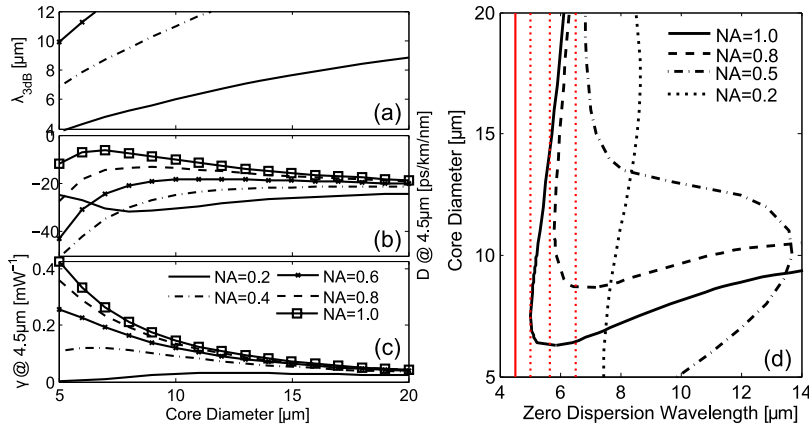 12
10
8
6
4
λ3dB [μm]
(a)
0
−20
−40
D @ 4.5μm [ps/km/nm]
(b)
0.4
0.2
0
γ @ 4.5μm [mW⁻¹]
NA=0.2
NA=0.4
NA=0.6
NA=0.8
NA=1.0
(c)
5
10
15
20
Core Diameter [μm]
20
15
10
5
Core Diameter [μm]
NA=1.0
NA=0.8
NA=0.5
NA=0.2
(d)
4
6
8
10
12
14
Zero Dispersion Wavelength [μm]